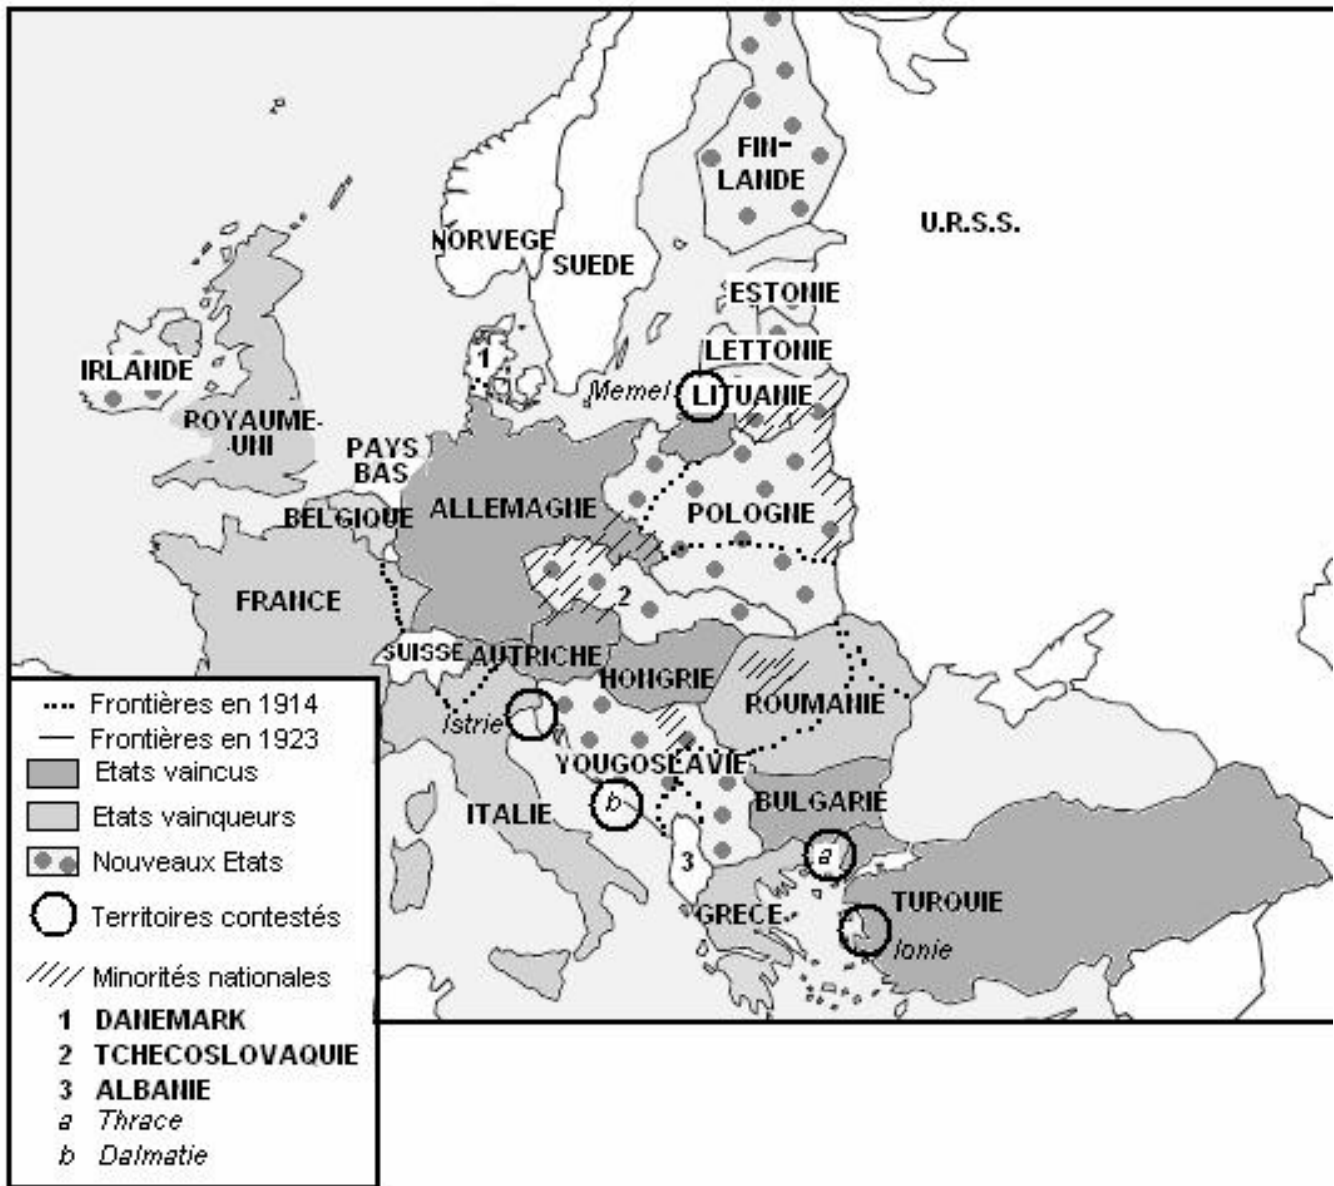 FIN-
LANDE
U.R.S.S.
NORVEGE
SUEDE
ESTONIE
1
LETTONIE
IRLANDE
Memel
LITUANIE
ROYAUME-
UNI
PAYS
BAS
BELGIQUE
ALLEMAGNE
POLOGNE
FRANCE
2
SUISSE
AUTRICHE
HONGRIE
ROUMANIE
Istrie
YOUGOSLAVIE
ITALIE
b
BULGARIE
3
a
GRECE
TURQUIE
Ionie
Frontières en 1914
Frontières en 1923
Etats vaincus
Etats vainqueurs
Nouveaux Etats
Territoires contestés
Minorités nationales
1 DANEMARK
2 TCHECOSLOVAQUIE
3 ALBANIE
a Thrace
b Dalmatie